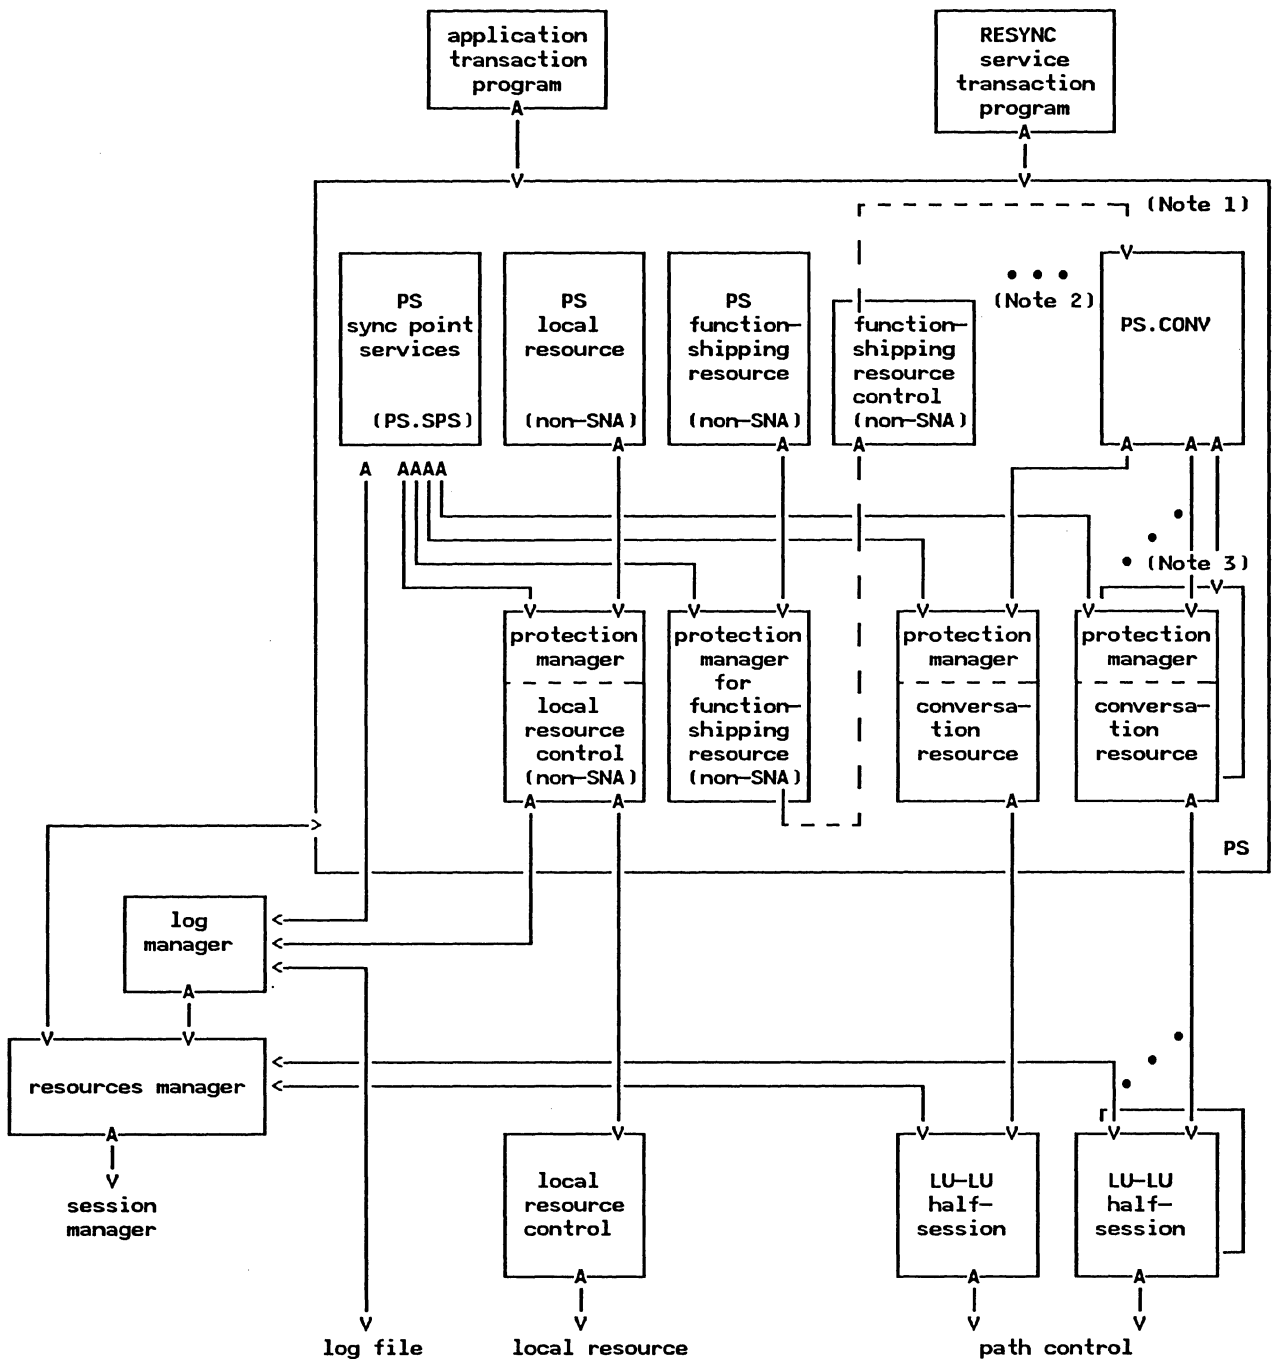 application
transaction
program
RESYNC
service
transaction
program
(Note 1)
PS
sync point
services
(PS.SPS)
PS
local
resource
(non-SNA)
PS
function-
shipping
resource
(non-SNA)
function-
shipping
resource
control
(non-SNA)
(Note 2)
PS.CONV
(Note 3)
protection
manager
local
resource
control
(non-SNA)
protection
manager
for
function-
shipping
resource
(non-SNA)
protection
manager
conversa-
tion
resource
protection
manager
conversa-
tion
resource
PS
log
manager
resources manager
session
manager
local
resource
control
LU-LU
half-
session
LU-LU
half-
session
log file
local resource
path control